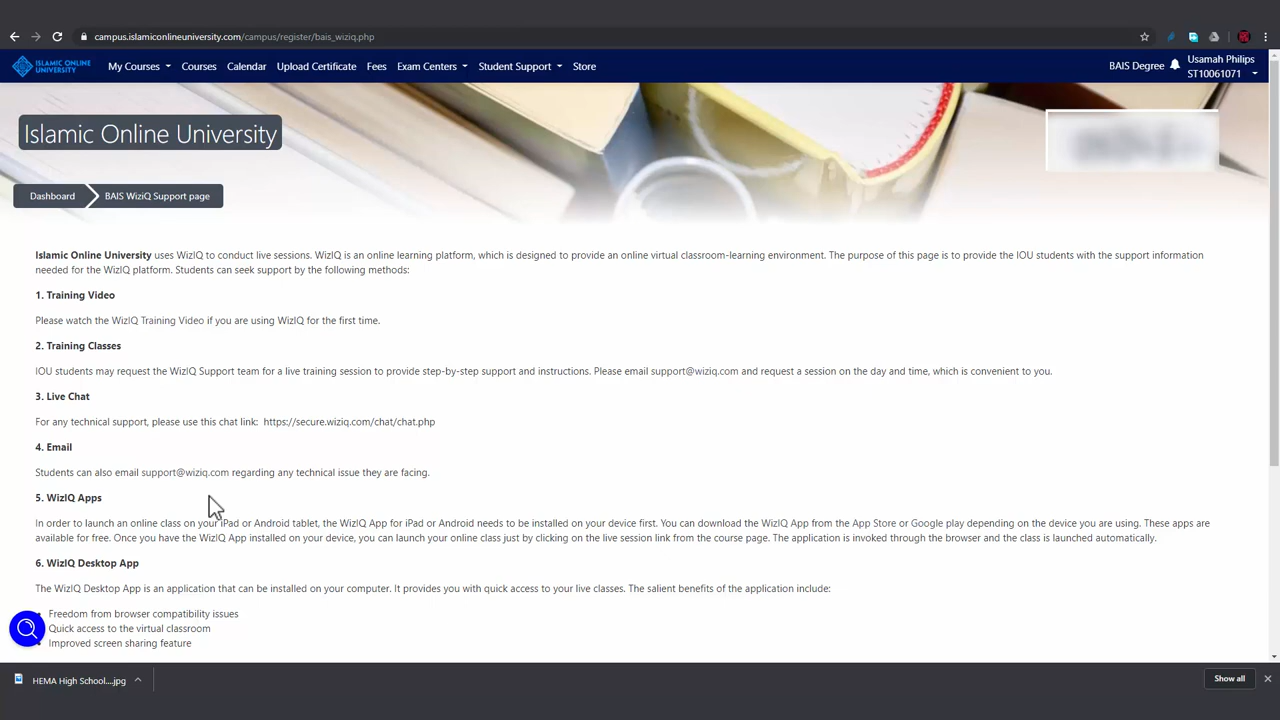 campus.islamiconlineuniversity.com/campus/register/bais_wiziq.php
ISLAMIC ONLINE UNIVERSITY My Courses Courses Calendar Upload Certificate Fees Exam Centers Student Support Store BAIS Degree Usamah Philips
ST10061071
Islamic Online University
Dashboard BAIS WiziQ Support page
Islamic Online University uses WizIQ to conduct live sessions. WizIQ is an online learning platform, which is designed to provide an online virtual classroom-learning environment. The purpose of this page is to provide the IOU students with the support information
needed for the WizIQ platform. Students can seek support by the following methods:
1. Training Video
Please watch the WizIQ Training Video if you are using WizIQ for the first time.
2. Training Classes
IOU students may request the WizIQ Support team for a live training session to provide step-by-step support and instructions. Please email support@wiziq.com and request a session on the day and time, which is convenient to you.
3. Live Chat
For any technical support, please use this chat link: https://secure.wiziq.com/chat/chat.php
4. Email
Students can also email support@wiziq.com regarding any technical issue they are facing.
5. WizIQ Apps
In order to launch an online class on your iPad or Android tablet, the WizIQ App for iPad or Android needs to be installed on your device first. You can download the WizIQ App from the App Store or Google play depending on the device you are using. These apps are
available for free. Once you have the WizIQ App installed on your device, you can launch your online class just by clicking on the live session link from the course page. The application is invoked through the browser and the class is launched automatically.
6. WizIQ Desktop App
The WizIQ Desktop App is an application that can be installed on your computer. It provides you with quick access to your live classes. The salient benefits of the application include:
Freedom from browser compatibility issues
Quick access to the virtual classroom
Improved screen sharing feature
HEMA High School....jpg Show all